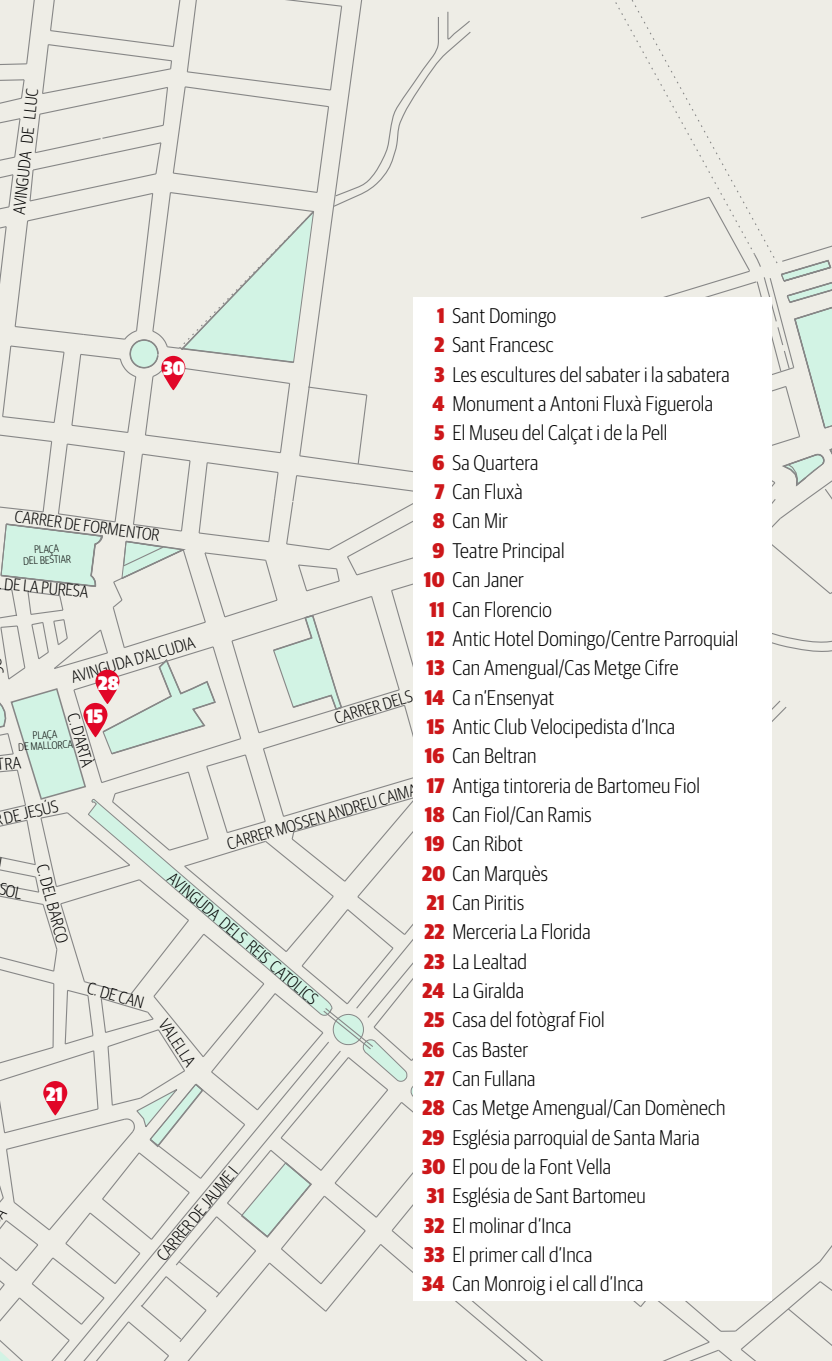 AVINGUDA DE LLUC
30
CARRER DE FORMENTOR
PLAÇA
DEL BESTIAR
DE LA PURESA
AVINGUDA D'ALCUDIA
28
15
C. D'ARTÀ
PLAÇA
DE MALLORCA
TRA
CARRER DELS
DE JESÚS
CARRER MOSSEN ANDREU CAIMA
SOL
C. DEL BARCO
AVINGUDA DELS REIS CATOLICS
C. DE CAN
VALELLA
21
CARRER DE JAUME I
1 Sant Domingo
2 Sant Francesc
3 Les escultures del sabater i la sabatera
4 Monument a Antoni Fluxà Figuerola
5 El Museu del Calçat i de la Pell
6 Sa Quartera
7 Can Fluxà
8 Can Mir
9 Teatre Principal
10 Can Janer
11 Can Florencio
12 Antic Hotel Domingo/Centre Parroquial
13 Can Amengual/Cas Metge Cifre
14 Ca n'Ensenyat
15 Antic Club Velocipedista d'Inca
16 Can Beltran
17 Antiga tintoreria de Bartomeu Fiol
18 Can Fiol/Can Ramis
19 Can Ribot
20 Can Marquès
21 Can Piritis
22 Merceria La Florida
23 La Lealtad
24 La Giralda
25 Casa del fotògraf Fiol
26 Cas Baster
27 Can Fullana
28 Cas Metge Amengual/Can Domènech
29 Església parroquial de Santa Maria
30 El pou de la Font Vella
31 Església de Sant Bartomeu
32 El molinar d'Inca
33 El primer call d'Inca
34 Can Monroig i el call d'Inca